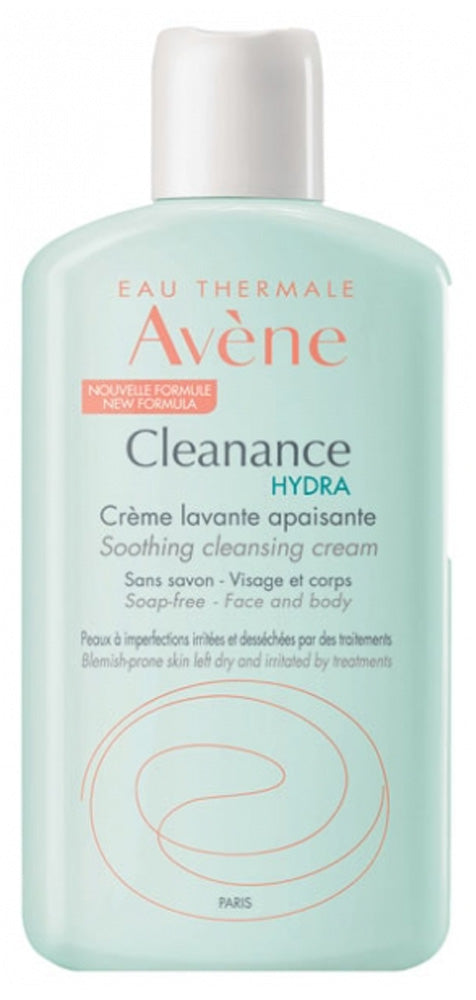 EAU THERMALE
Avène
NOUVELLE FORMULE
NEW FORMULA
Cleanance
HYDRA
Crème lavante apaisante
Soothing cleansing cream
Sans savon - Visage et corps
Soap-free - Face and body
Peaux à imperfections irritées et desséchées par des traitements
Blemish-prone skin left dry and irritated by treatments
PARIS